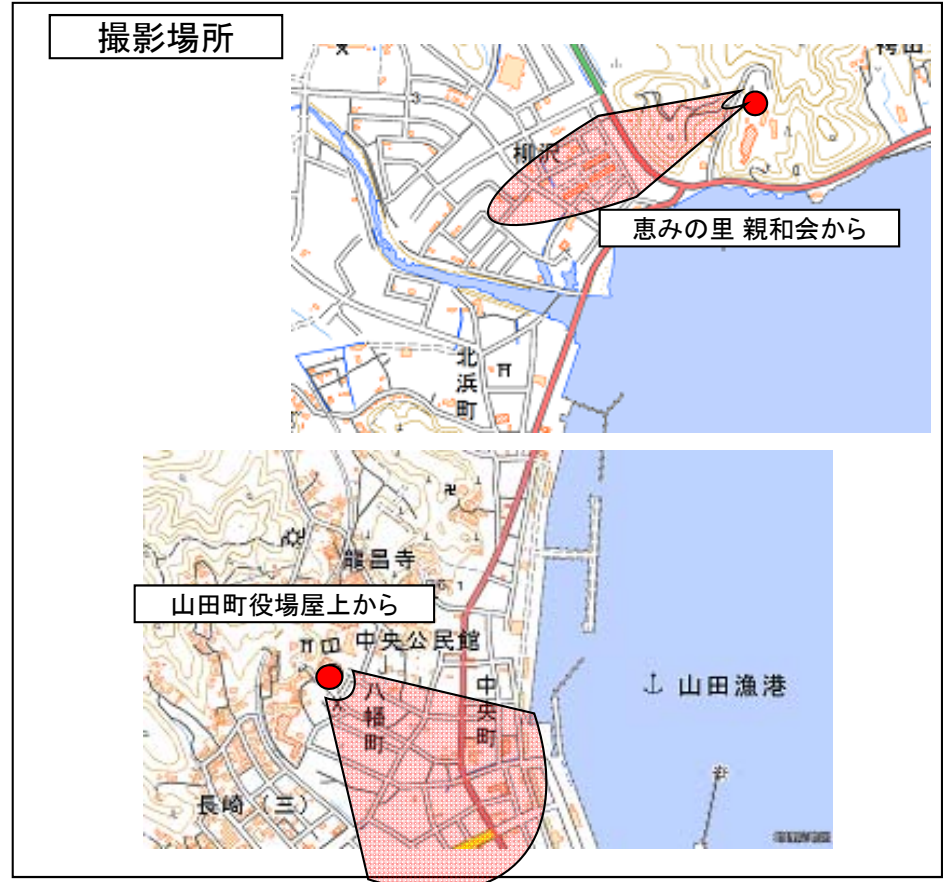 撮影場所
柳沢
恵みの里 親和会から
北浜町
龍昌寺
山田町役場屋上から
中央公民館
八幡町
中央町
山田漁港
長崎(三)